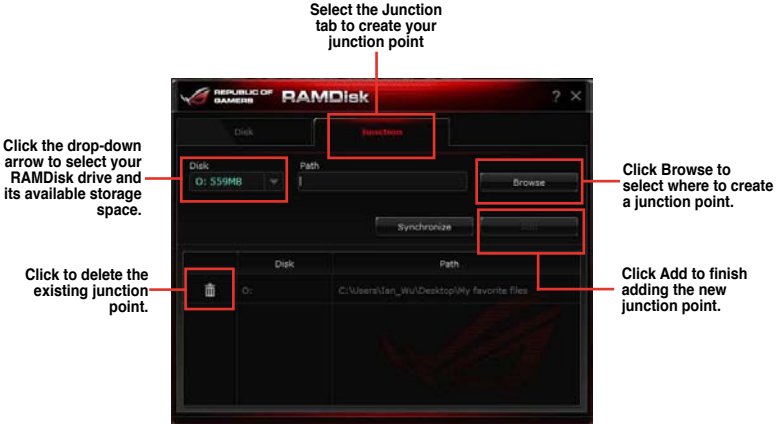 Select the Junction
tab to create your
junction point
REPUBLIC OF
GAMERS
RAMDisk
? ×
Disk
Junction
Click the drop-down
arrow to select your
RAMDisk drive and
its available storage
space.
Disk
Path
O: 559MB
Browse
Click Browse to
select where to create
a junction point.
Synchronize
Add
Disk
Path
Click to delete the
existing junction
point.
O:
C:\Users\Ian_Wu\Desktop\My favorite files
Click Add to finish
adding the new
junction point.